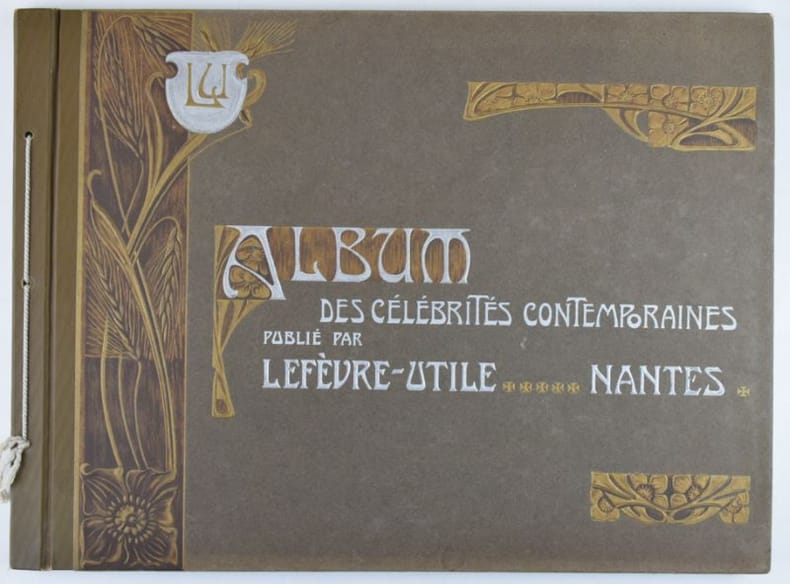 LU
ALBUM
DES CÉLÉBRITÉS CONTEMPORAINES
PUBLIÉ PAR
LEFÈVRE-UTILE NANTES